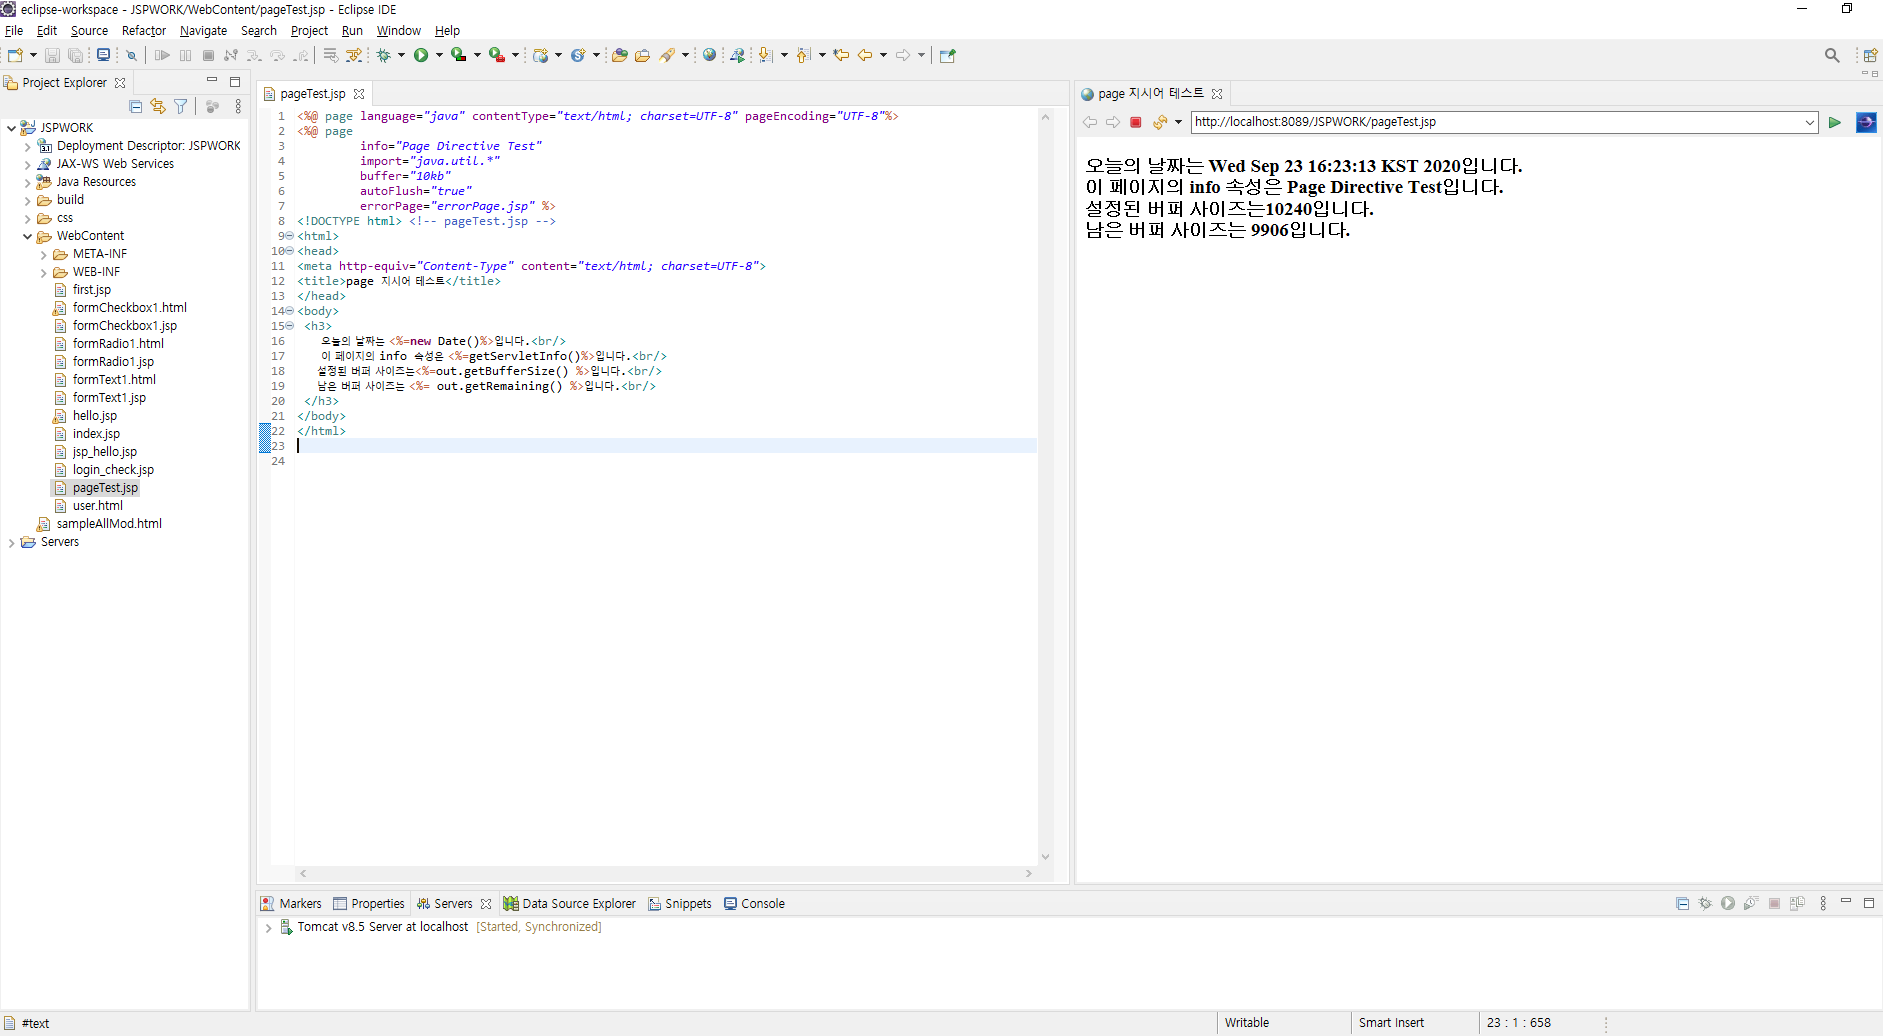 eclipse-workspace - JSPWORK/WebContent/pageTest.jsp - Eclipse IDE
File Edit Source Refactor Navigate Search Project Run Window Help
Project Explorer
JSPWORK
Deployment Descriptor: JSPWORK
JAX-WS Web Services
Java Resources
build
css
WebContent
META-INF
WEB-INF
first.jsp
formCheckbox1.html
formCheckbox1.jsp
formRadio1.html
formRadio1.jsp
formText1.html
formText1.jsp
hello.jsp
index.jsp
jsp_hello.jsp
login_check.jsp
pageTest.jsp
user.html
sampleAllMod.html
Servers
pageTest.jsp
1 <%@ page language="java" contentType="text/html; charset=UTF-8" pageEncoding="UTF-8"%>
2 <%@ page
3 info="Page Directive Test"
4 import="java.util.*"
5 buffer="10kb"
6 autoFlush="true"
7 errorPage="errorPage.jsp" %>
8 <!DOCTYPE html> <!-- pageTest.jsp -->
9 <html>
10 <head>
11 <meta http-equiv="Content-Type" content="text/html; charset=UTF-8">
12 <title>page 지시어 테스트</title>
13 </head>
14 <body>
15 <h3>
16 오늘의 날짜는 <%=new Date()%>입니다.<br/>
17 이 페이지의 info 속성은 <%=getServletInfo()%>입니다.<br/>
18 설정된 버퍼 사이즈는<%=out.getBufferSize() %>입니다.<br/>
19 남은 버퍼 사이즈는 <%= out.getRemaining() %>입니다.<br/>
20 </h3>
21 </body>
22 </html>
23
24
page 지시어 테스트
http://localhost:8089/JSPWORK/pageTest.jsp
오늘의 날짜는 Wed Sep 23 16:23:13 KST 2020입니다.
이 페이지의 info 속성은 Page Directive Test입니다.
설정된 버퍼 사이즈는10240입니다.
남은 버퍼 사이즈는 9906입니다.
Markers Properties Servers Data Source Explorer Snippets Console
Tomcat v8.5 Server at localhost [Started, Synchronized]
#text
Writable Smart Insert 23 : 1 : 658